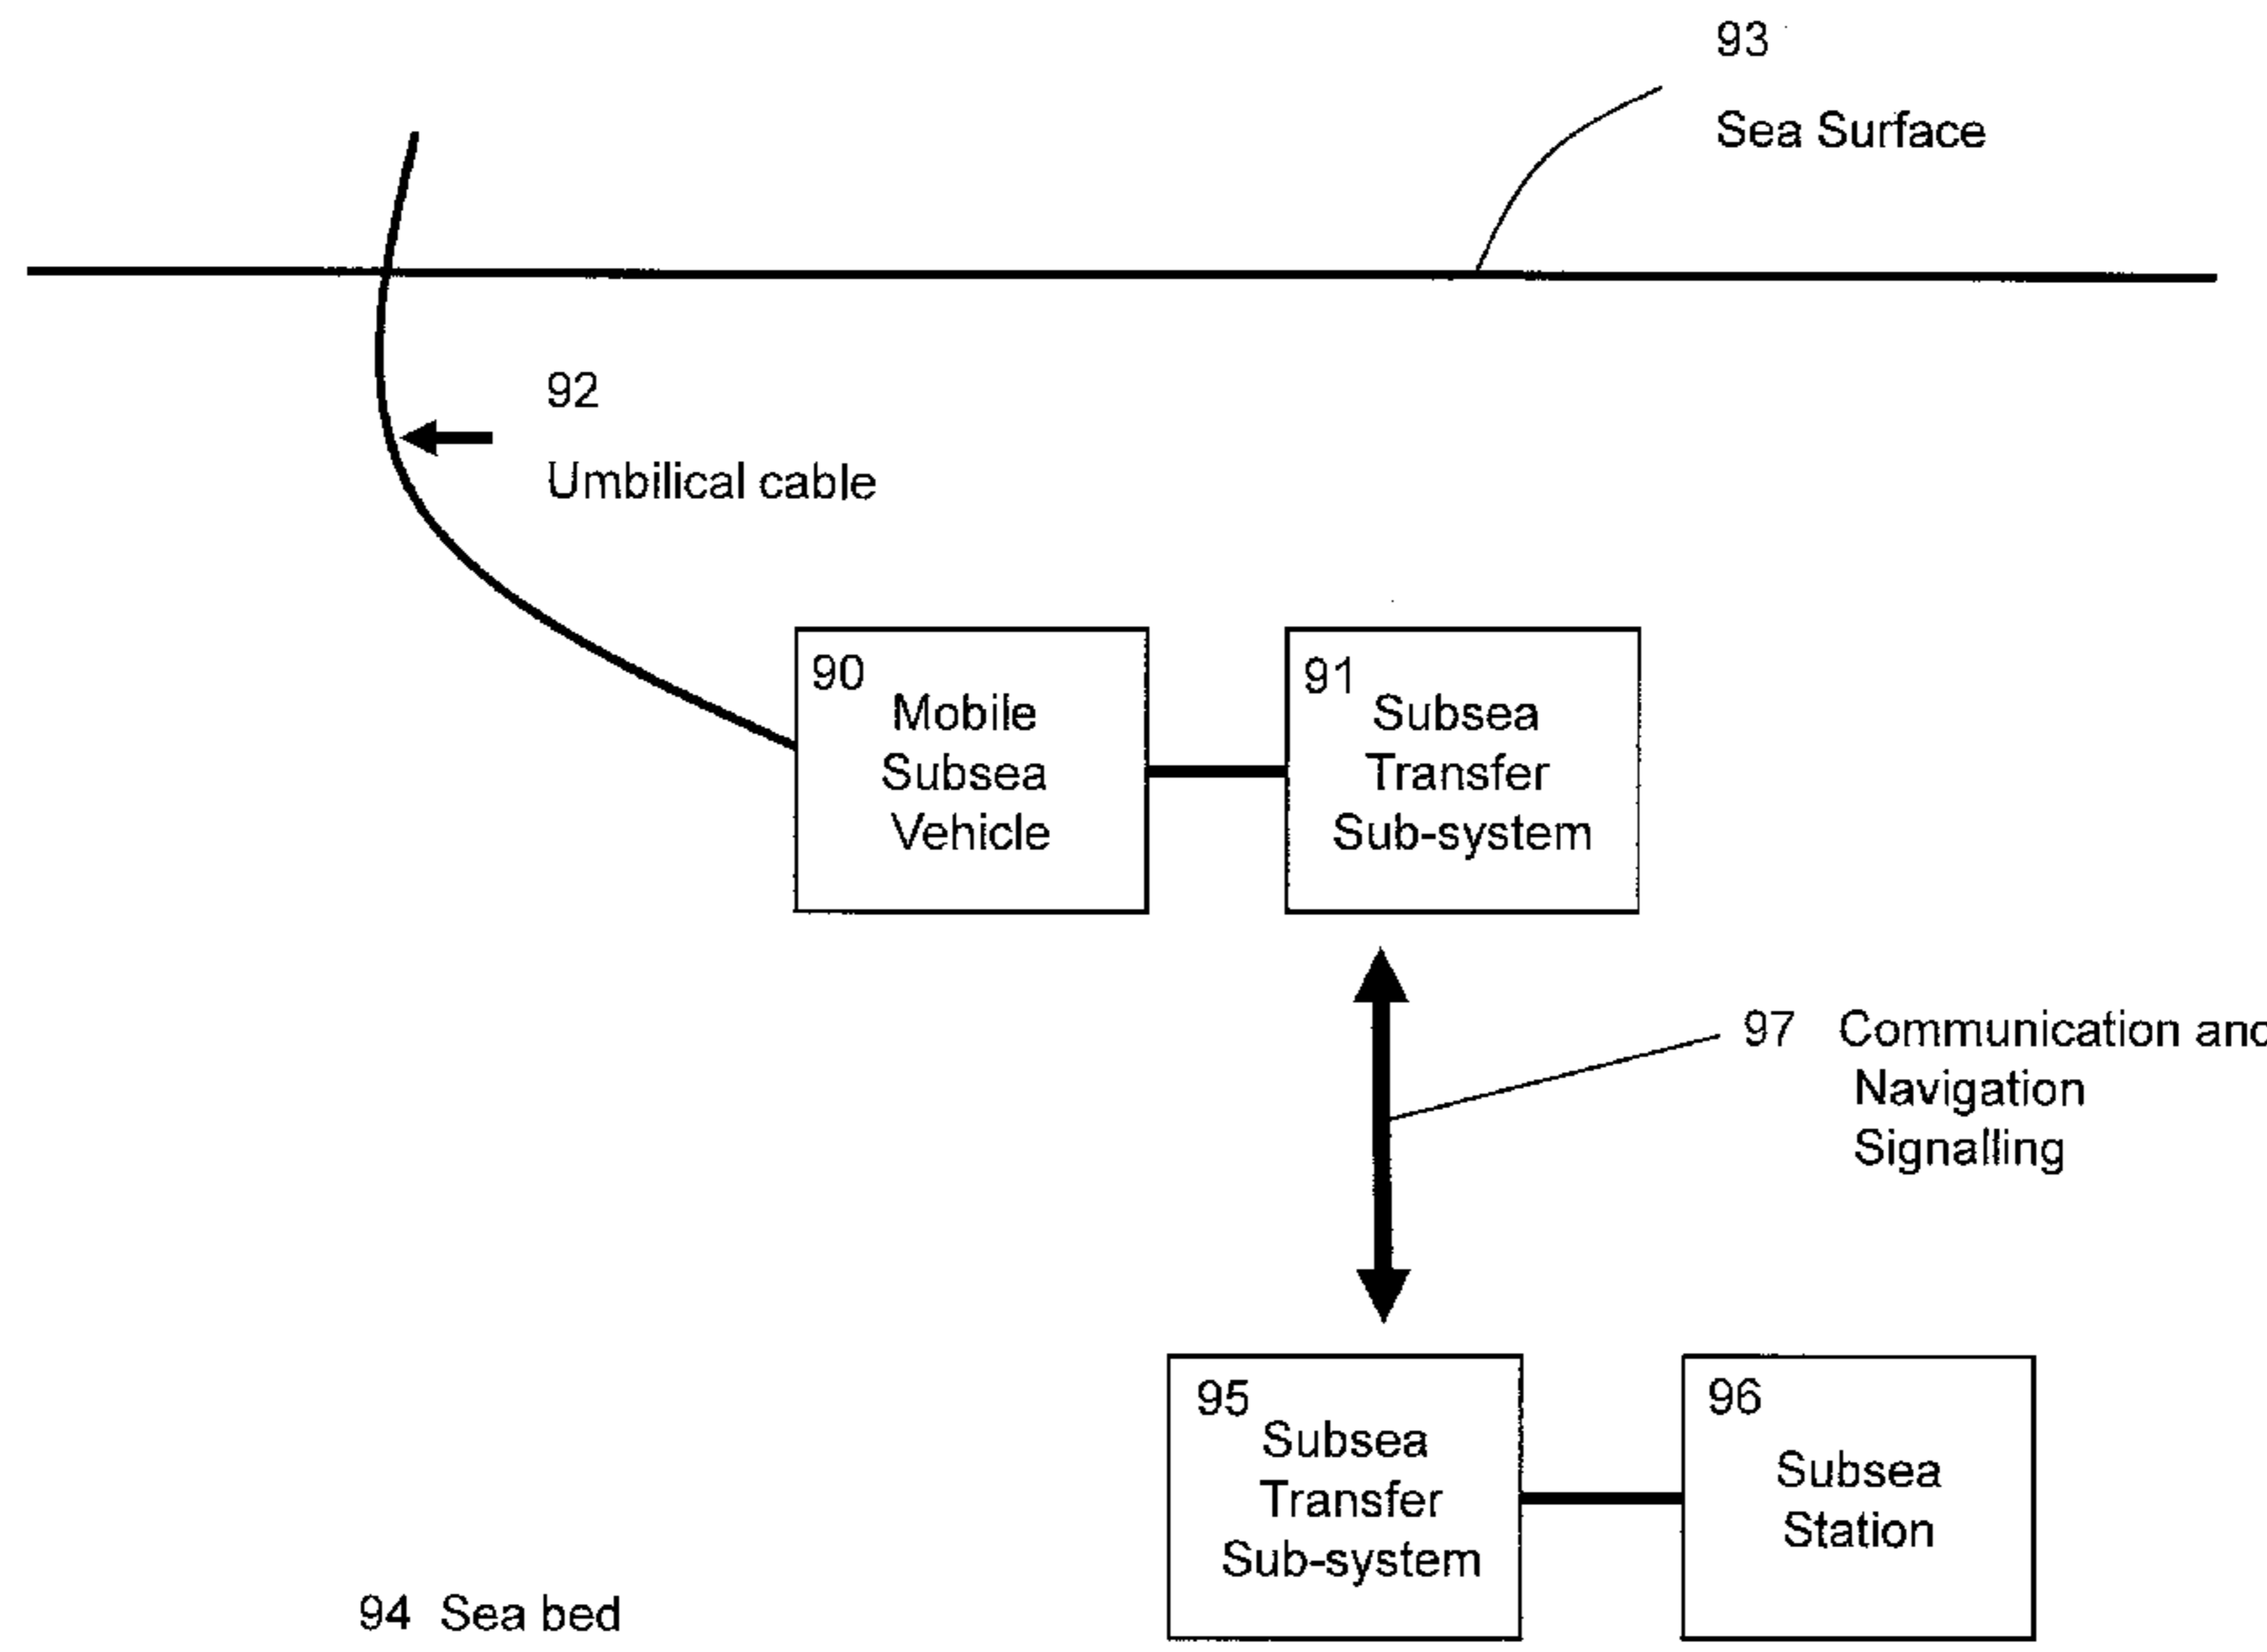 93
Sea Surface
92
Umbilical cable
90
Mobile
Subsea
Vehicle
91
Subsea
Transfer
Sub-system
97 Communication and
Navigation
Signalling
95
Subsea
Transfer
Sub-system
96
Subsea
Station
94 Sea bed